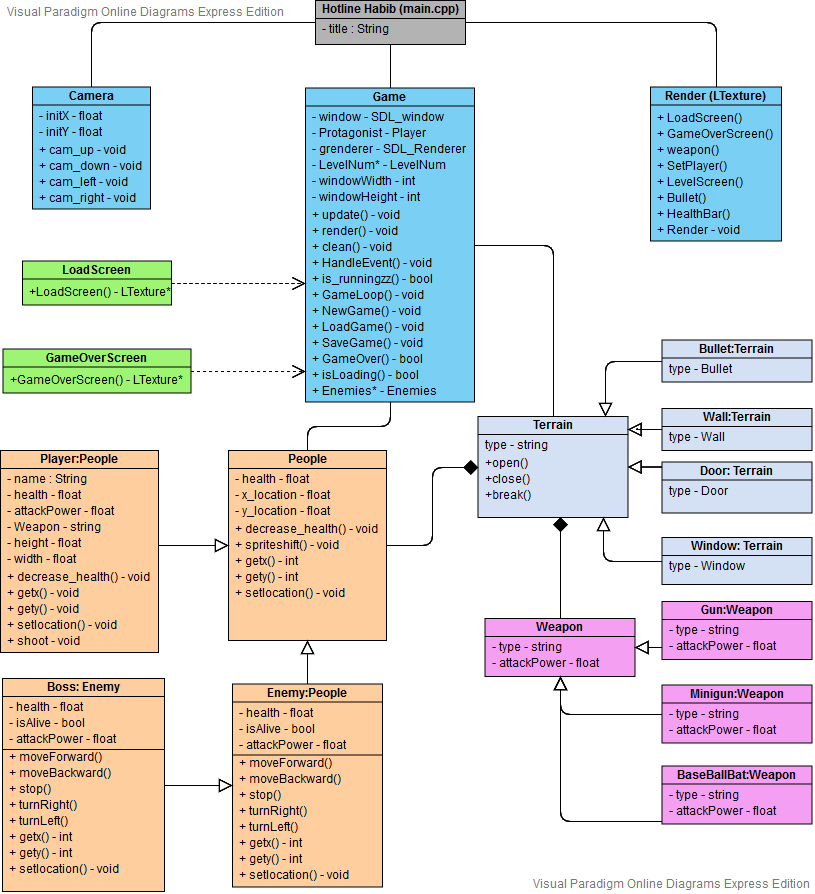 Visual Paradigm Online Diagrams Express Edition
Hotline Habib (main.cpp)
- title : String
Camera
- initX - float
- initY - float
+ cam_up - void
+ cam_down - void
+ cam_left - void
+ cam_right - void
Game
- window - SDL_window
- Protagonist - Player
- grenderer - SDL_Renderer
- LevelNum* - LevelNum
- windowWidth - int
- windowHeight - int
+ update() - void
+ render() - void
+ clean() - void
+ HandleEvent() - void
+ is_runningzz() - bool
+ GameLoop() - void
+ NewGame() - void
+ LoadGame() - void
+ SaveGame() - void
+ GameOver() - bool
+ isLoading() - bool
+ Enemies* - Enemies
Render (LTexture)
+ LoadScreen()
+ GameOverScreen()
+ weapon()
+ SetPlayer()
+ LevelScreen()
+ Bullet()
+ HealthBar()
+ Render - void
LoadScreen
+LoadScreen() - LTexture*
GameOverScreen
+GameOverScreen() - LTexture*
Bullet:Terrain
type - Bullet
Wall:Terrain
type - Wall
Door: Terrain
type - Door
Window: Terrain
type - Window
Terrain
type - string
+open()
+close()
+break()
Player:People
- name : String
- health - float
- attackPower - float
- Weapon - string
- height - float
- width - float
+ decrease_health() - void
+ getx() - void
+ gety() - void
+ setlocation() - void
+ shoot - void
People
- health - float
- x_location - float
- y_location - float
+ decrease_health() - void
+ spriteshift() - void
+ getx() - int
+ gety() - int
+ setlocation() - void
Weapon
- type - string
- attackPower - float
Gun:Weapon
- type - string
- attackPower - float
Minigun:Weapon
- type - string
- attackPower - float
BaseBallBat:Weapon
- type - string
- attackPower - float
Boss: Enemy
- health - float
- isAlive - bool
- attackPower - float
+ moveForward()
+ moveBackward()
+ stop()
+ turnRight()
+ turnLeft()
+ getx() - int
+ gety() - int
+ setlocation() - void
Enemy:People
- health - float
- isAlive - bool
- attackPower - float
+ moveForward()
+ moveBackward()
+ stop()
+ turnRight()
+ turnLeft()
+ getx() - int
+ gety() - int
+ setlocation() - void
Visual Paradigm Online Diagrams Express Edition